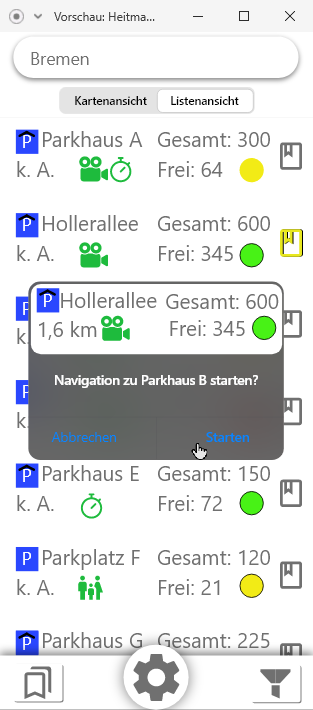 Vorschau: Heitma...
Bremen
Kartenansicht Listenansicht
P Parkhaus A Gesamt: 300
k. A. Frei: 64
P Hollerallee Gesamt: 600
k. A. Frei: 345
P Hollerallee Gesamt: 600
1,6 km Frei: 345
Navigation zu Parkhaus B starten?
Abbrechen Starten
P Parkhaus E Gesamt: 150
k. A. Frei: 72
P Parkplatz F Gesamt: 120
k. A. Frei: 21
P Parkhaus G Gesamt: 225